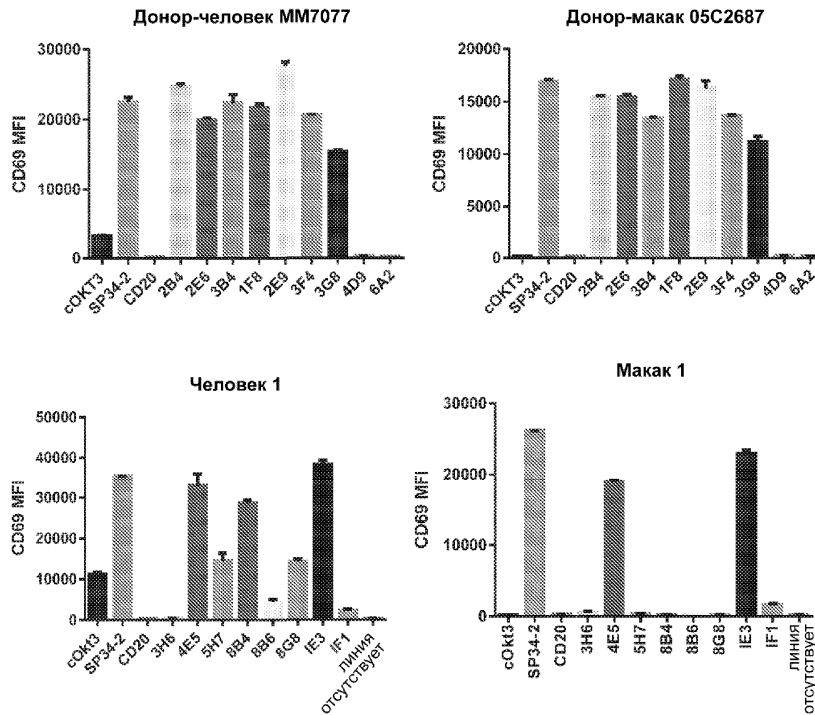 Донор-человек MM7077
Донор-макак 05C2687
CD69 MFI
30000
20000
10000
0
cOKT3
SP34-2
CD20
2B4
2E6
3B4
1F8
2E9
3F4
3G8
4D9
6A2
CD69 MFI
20000
15000
10000
5000
0
cOKT3
SP34-2
CD20
2B4
2E6
3B4
1F8
2E9
3F4
3G8
4D9
6A2
Человек 1
Макак 1
CD69 MFI
50000
40000
30000
20000
10000
0
cOkt3
SP34-2
CD20
3H6
4E5
5H7
8B4
8B6
8G8
IE3
IF1
линия
отсутствует
CD69 MFI
30000
20000
10000
0
cOkt3
SP34-2
CD20
3H6
4E5
5H7
8B4
8B6
8G8
IE3
IF1
линия
отсутствует